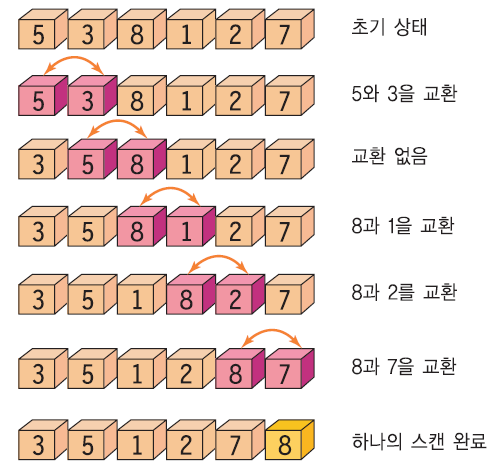 5 3 8 1 2 7 초기 상태
5 3 8 1 2 7 5와 3을 교환
3 5 8 1 2 7 교환 없음
3 5 8 1 2 7 8과 1을 교환
3 5 1 8 2 7 8과 2를 교환
3 5 1 2 8 7 8과 7을 교환
3 5 1 2 7 8 하나의 스캔 완료